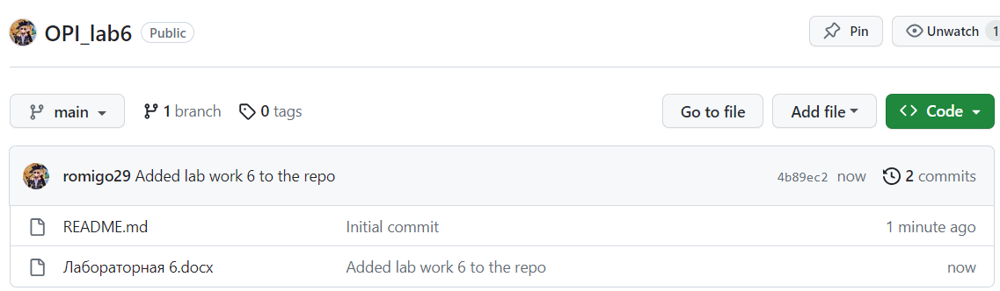 OPI_lab6 Public Pin Unwatch 1
main 1 branch 0 tags Go to file Add file Code
romigo29 Added lab work 6 to the repo 4b89ec2 now 2 commits
README.md Initial commit 1 minute ago
Лабораторная 6.docx Added lab work 6 to the repo now